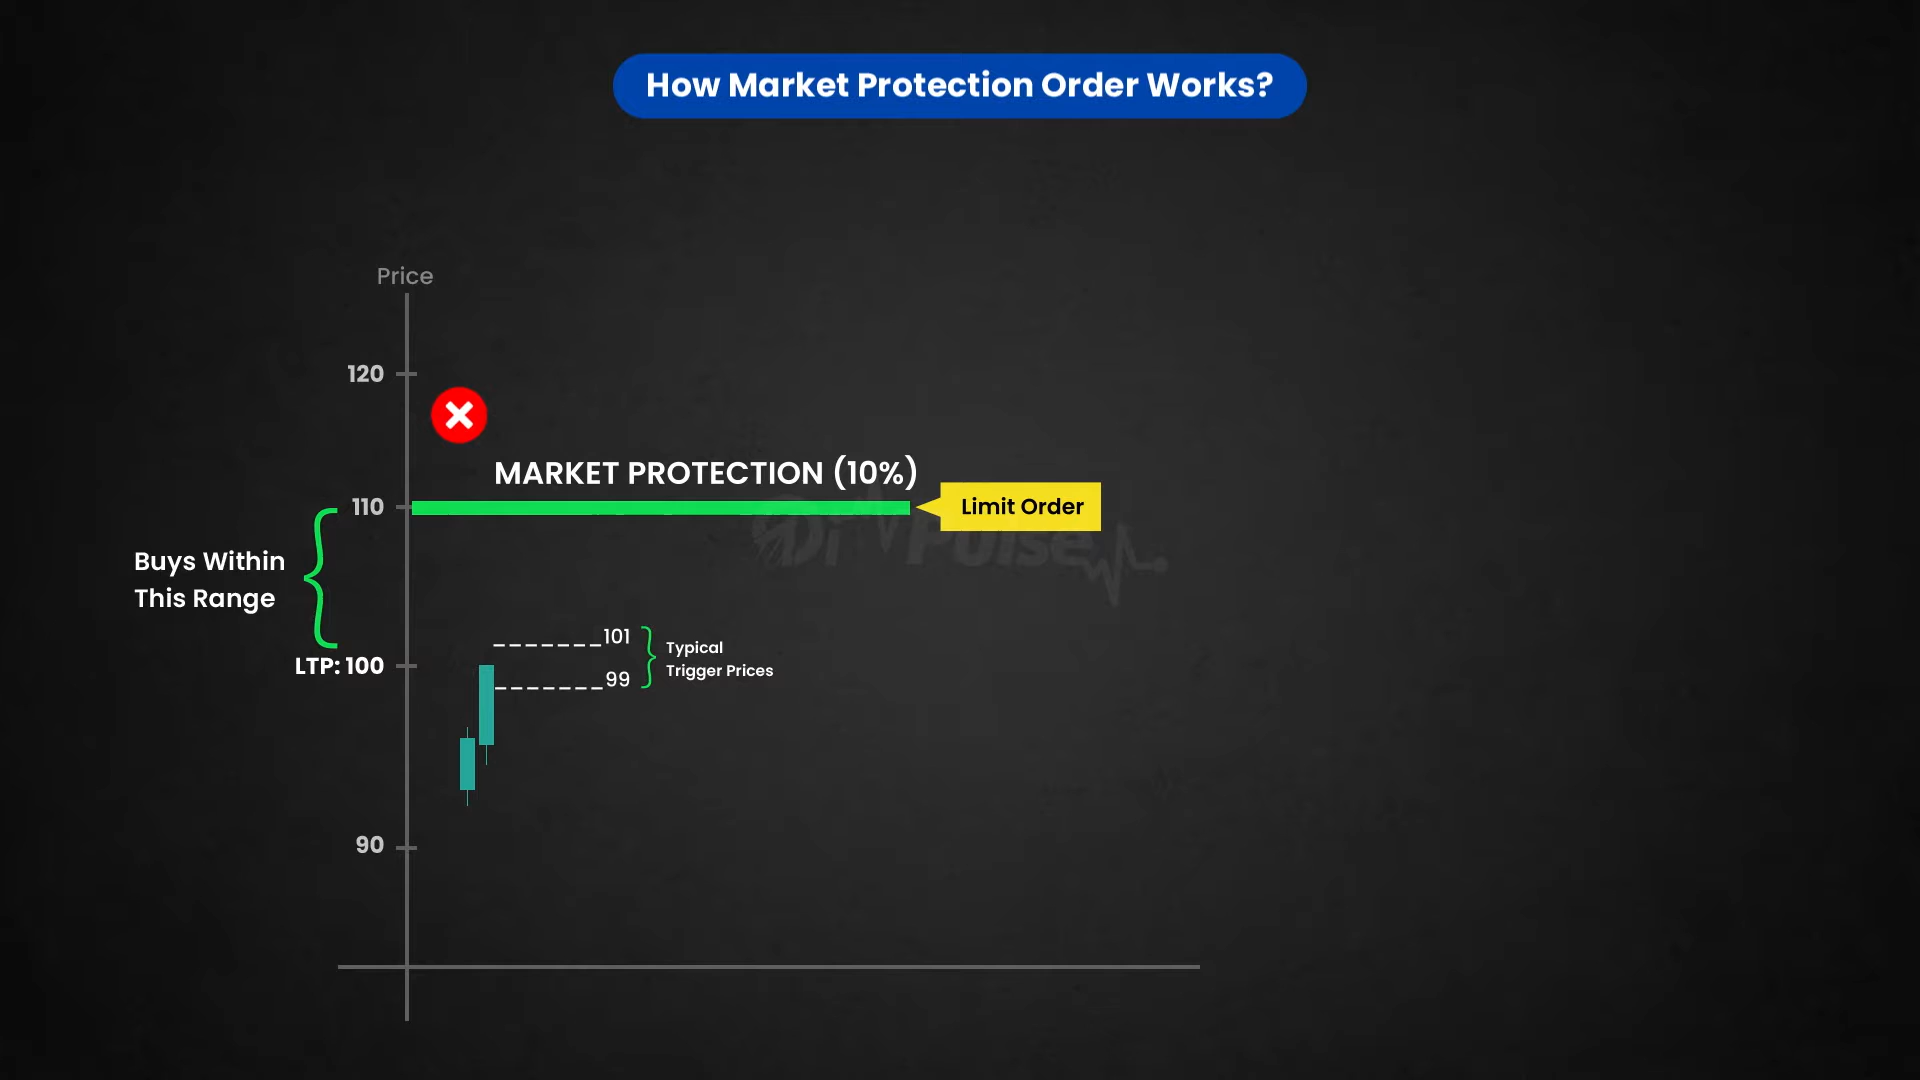 How Market Protection Order Works?
Price
120
MARKET PROTECTION (10%)
110
Limit Order
Buys Within
This Range
101
Typical
Trigger Prices
LTP: 100
99
90